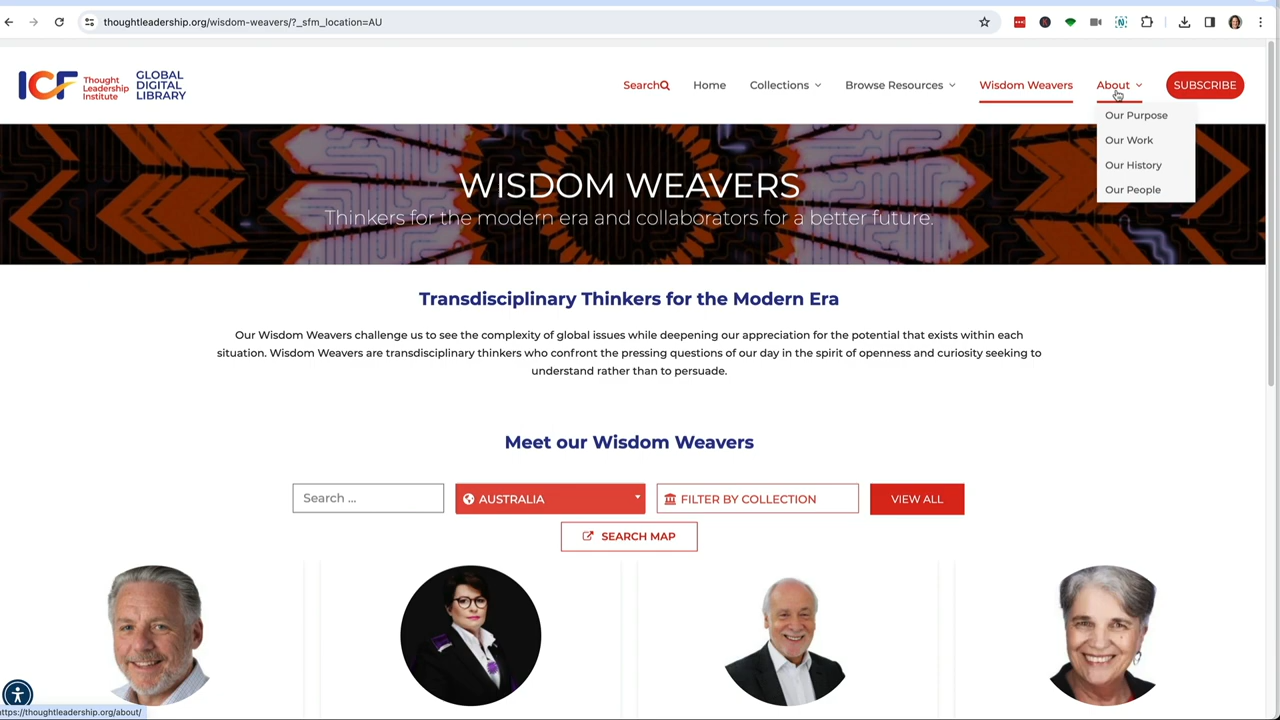 thoughtleadership.org/wisdom-weavers/?_sfm_location=AU
ICF Thought Leadership Institute
GLOBAL DIGITAL LIBRARY
Search
Home
Collections
Browse Resources
Wisdom Weavers
About
SUBSCRIBE
Our Purpose
Our Work
Our History
Our People
WISDOM WEAVERS
Thinkers for the modern era and collaborators for a better future.
Transdisciplinary Thinkers for the Modern Era
Our Wisdom Weavers challenge us to see the complexity of global issues while deepening our appreciation for the potential that exists within each
situation. Wisdom Weavers are transdisciplinary thinkers who confront the pressing questions of our day in the spirit of openness and curiosity seeking to
understand rather than to persuade.
Meet our Wisdom Weavers
Search ...
AUSTRALIA
FILTER BY COLLECTION
VIEW ALL
SEARCH MAP
https://thoughtleadership.org/about/